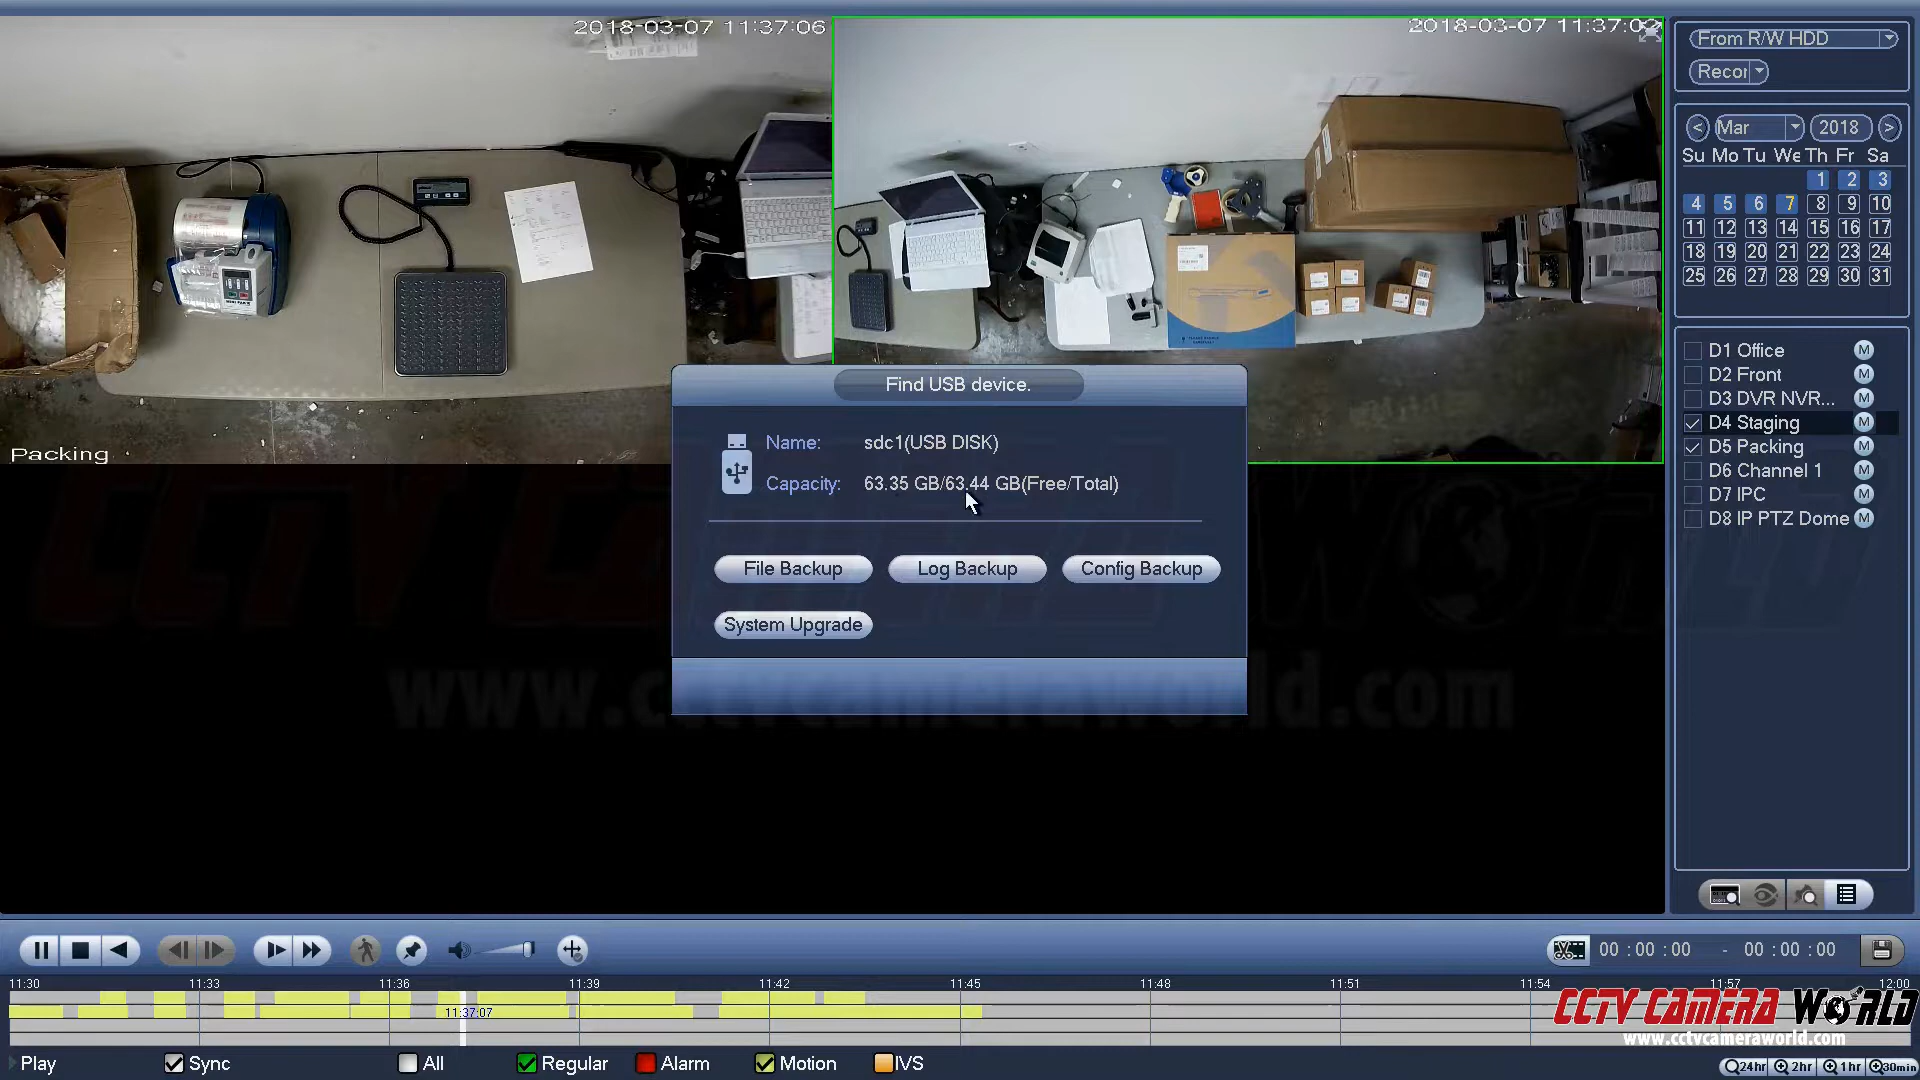 2018-03-07 11:37:06
2018-03-07 11:37:0
Packing
From R/W HDD
Recor
< Mar 2018 >
Su Mo Tu We Th Fr Sa
1 2 3
4 5 6 7 8 9 10
11 12 13 14 15 16 17
18 19 20 21 22 23 24
25 26 27 28 29 30 31
D1 Office M
D2 Front M
D3 DVR NVR... M
D4 Staging M
D5 Packing M
D6 Channel 1 M
D7 IPC M
D8 IP PTZ Dome M
Find USB device.
Name: sdc1(USB DISK)
Capacity: 63.35 GB/63.44 GB(Free/Total)
File Backup Log Backup Config Backup
System Upgrade
CCTV CAMERA WORLD
www.cctvcameraworld.com
00 : 00 : 00 - 00 : 00 : 00
11:30 11:33 11:36 11:39 11:42 11:45 11:48 11:51 11:54 11:57 12:00
11:37:07
CCTV CAMERA WORLD
www.cctvcameraworld.com
Play Sync All Regular Alarm Motion IVS
24hr 2hr 1hr 30min